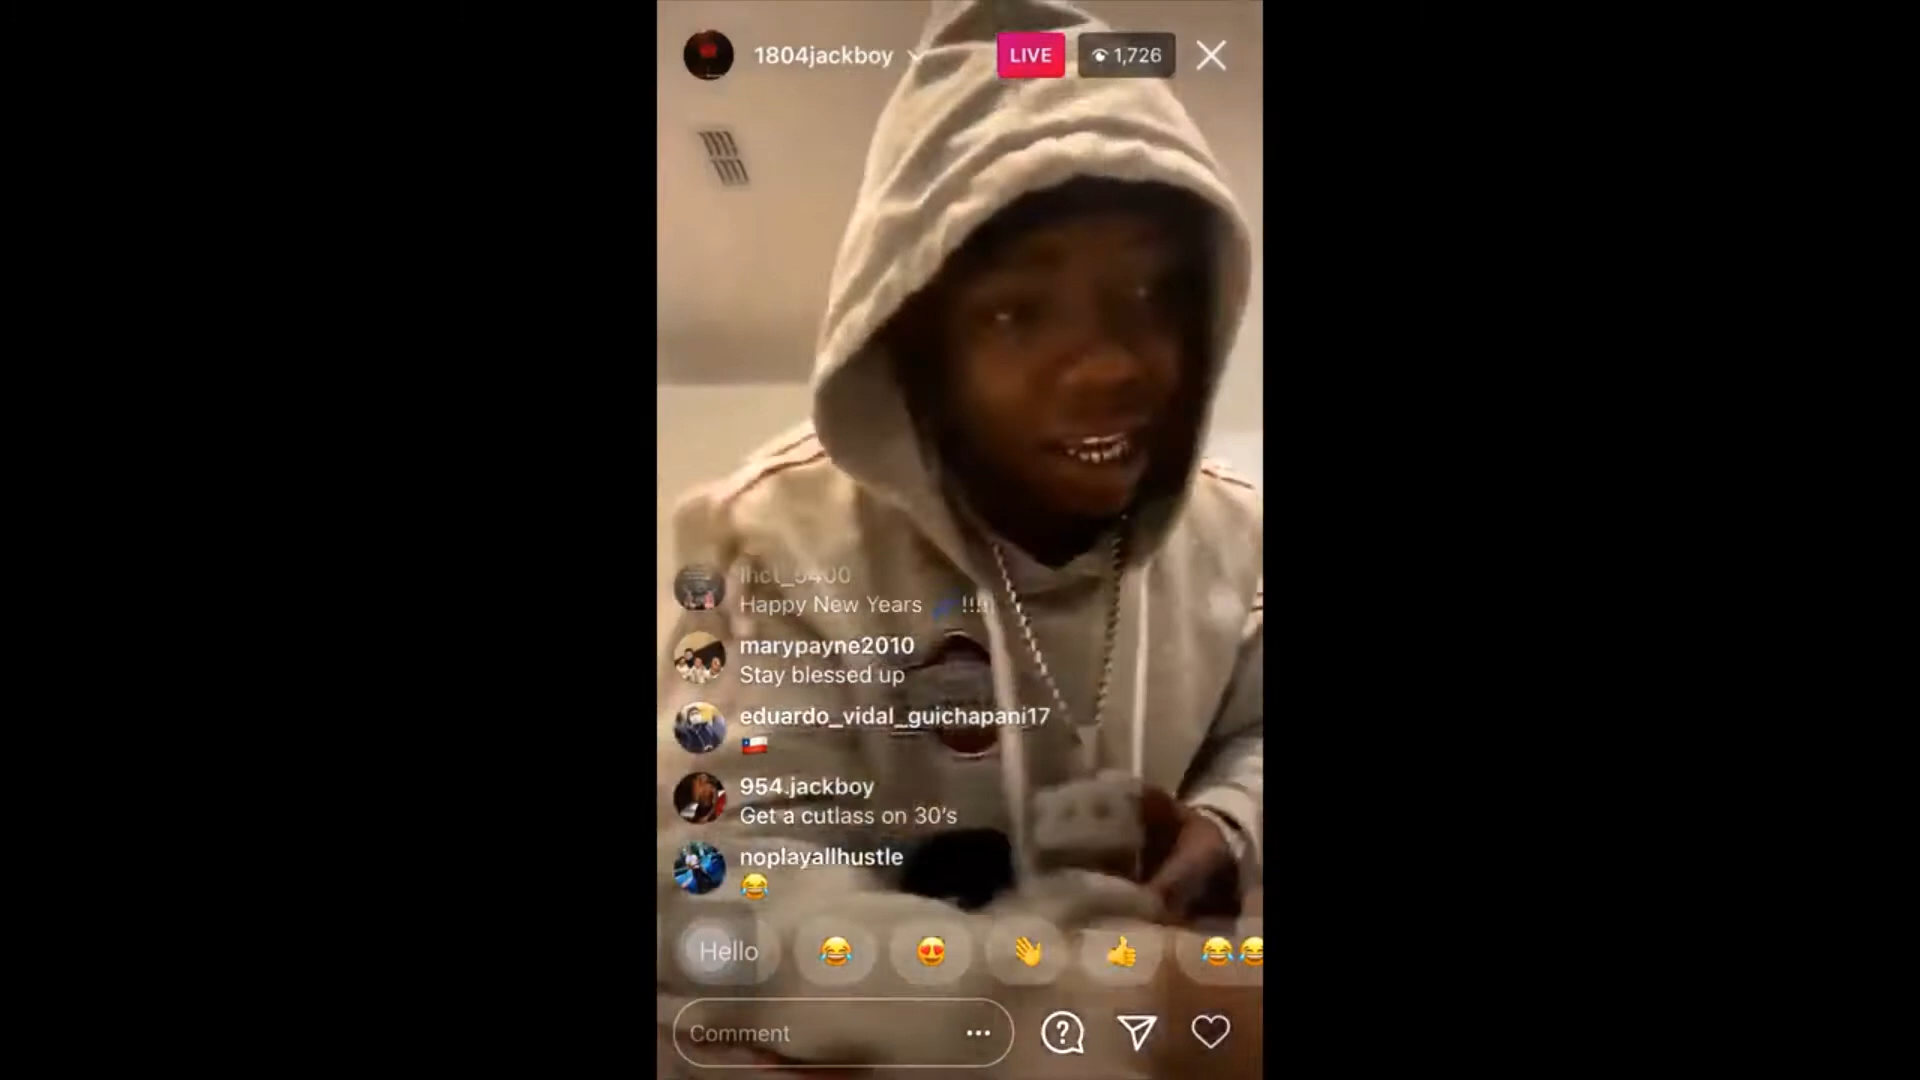 1804jackboy LIVE 1,726
Happy New Years !!!!
marypayne2010
Stay blessed up
eduardo_vidal_guichapani17
🇨🇱
954.jackboy
Get a cutlass on 30's
noplayallhustle
😂
Hello 😂 😍 👋 👍 😂😂
Comment